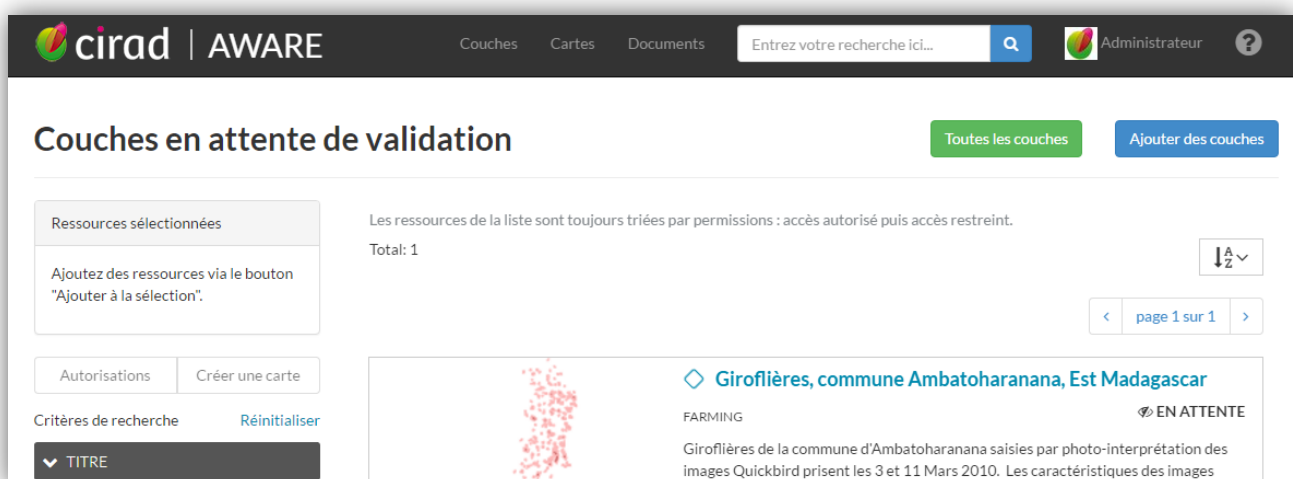 cirad | AWARE
Couches Cartes Documents Entrez votre recherche ici... Administrateur ?
Couches en attente de validation
Toutes les couches Ajouter des couches
Ressources sélectionnées
Ajoutez des ressources via le bouton
"Ajouter à la sélection".
Autorisations Créer une carte
Critères de recherche Réinitialiser
TITRE
Les ressources de la liste sont toujours triées par permissions : accès autorisé puis accès restreint.
Total: 1
A
Z
< page 1 sur 1 >
Giroflières, commune Ambatoharanana, Est Madagascar
FARMING EN ATTENTE
Giroflières de la commune d'Ambatoharanana saisies par photo-interprétation des
images Quickbird prisent les 3 et 11 Mars 2010. Les caractéristiques des images